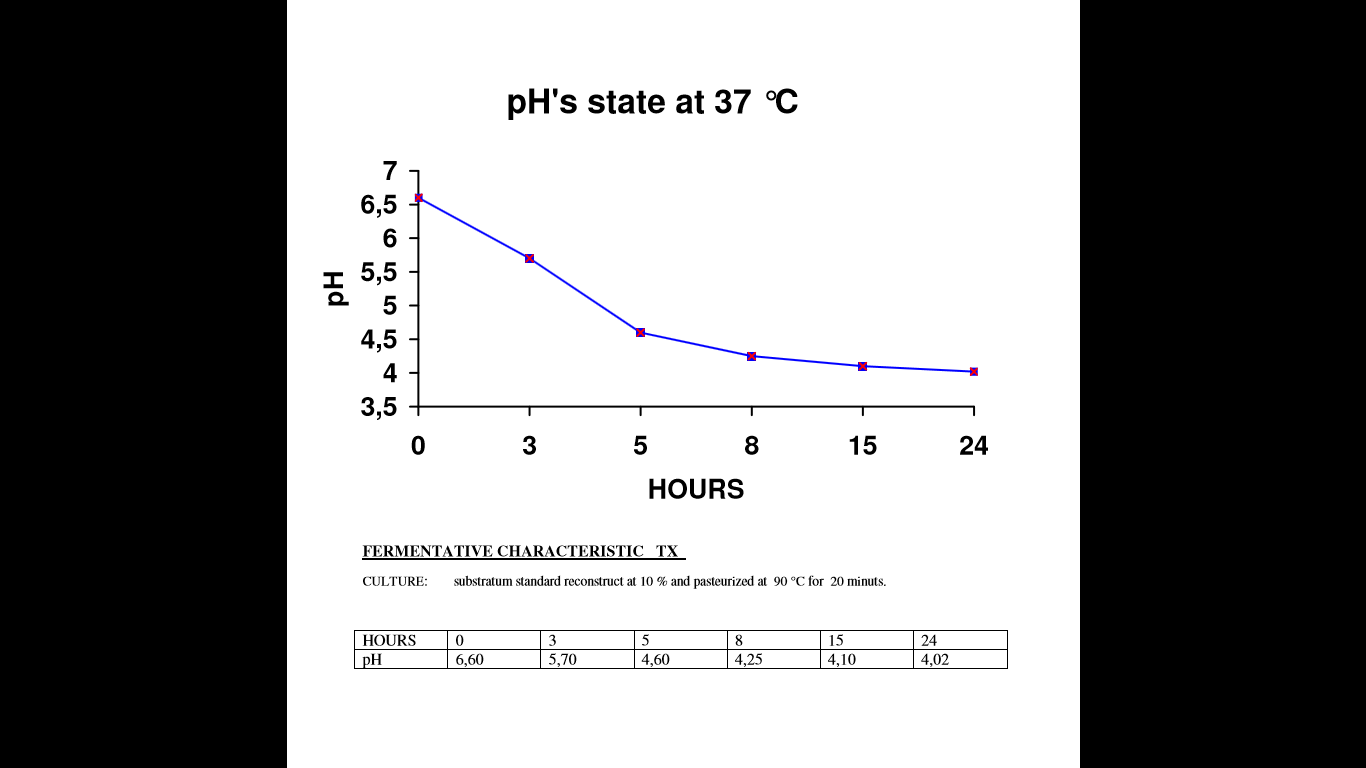 pH's state at 37 °C
7
6,5
6
5,5
5
4,5
4
3,5
pH
0 3 5 8 15 24
HOURS
FERMENTATIVE CHARACTERISTIC TX
CULTURE: substratum standard reconstruct at 10 % and pasteurized at 90 °C for 20 minuts.
HOURS 0 3 5 8 15 24
pH 6,60 5,70 4,60 4,25 4,10 4,02